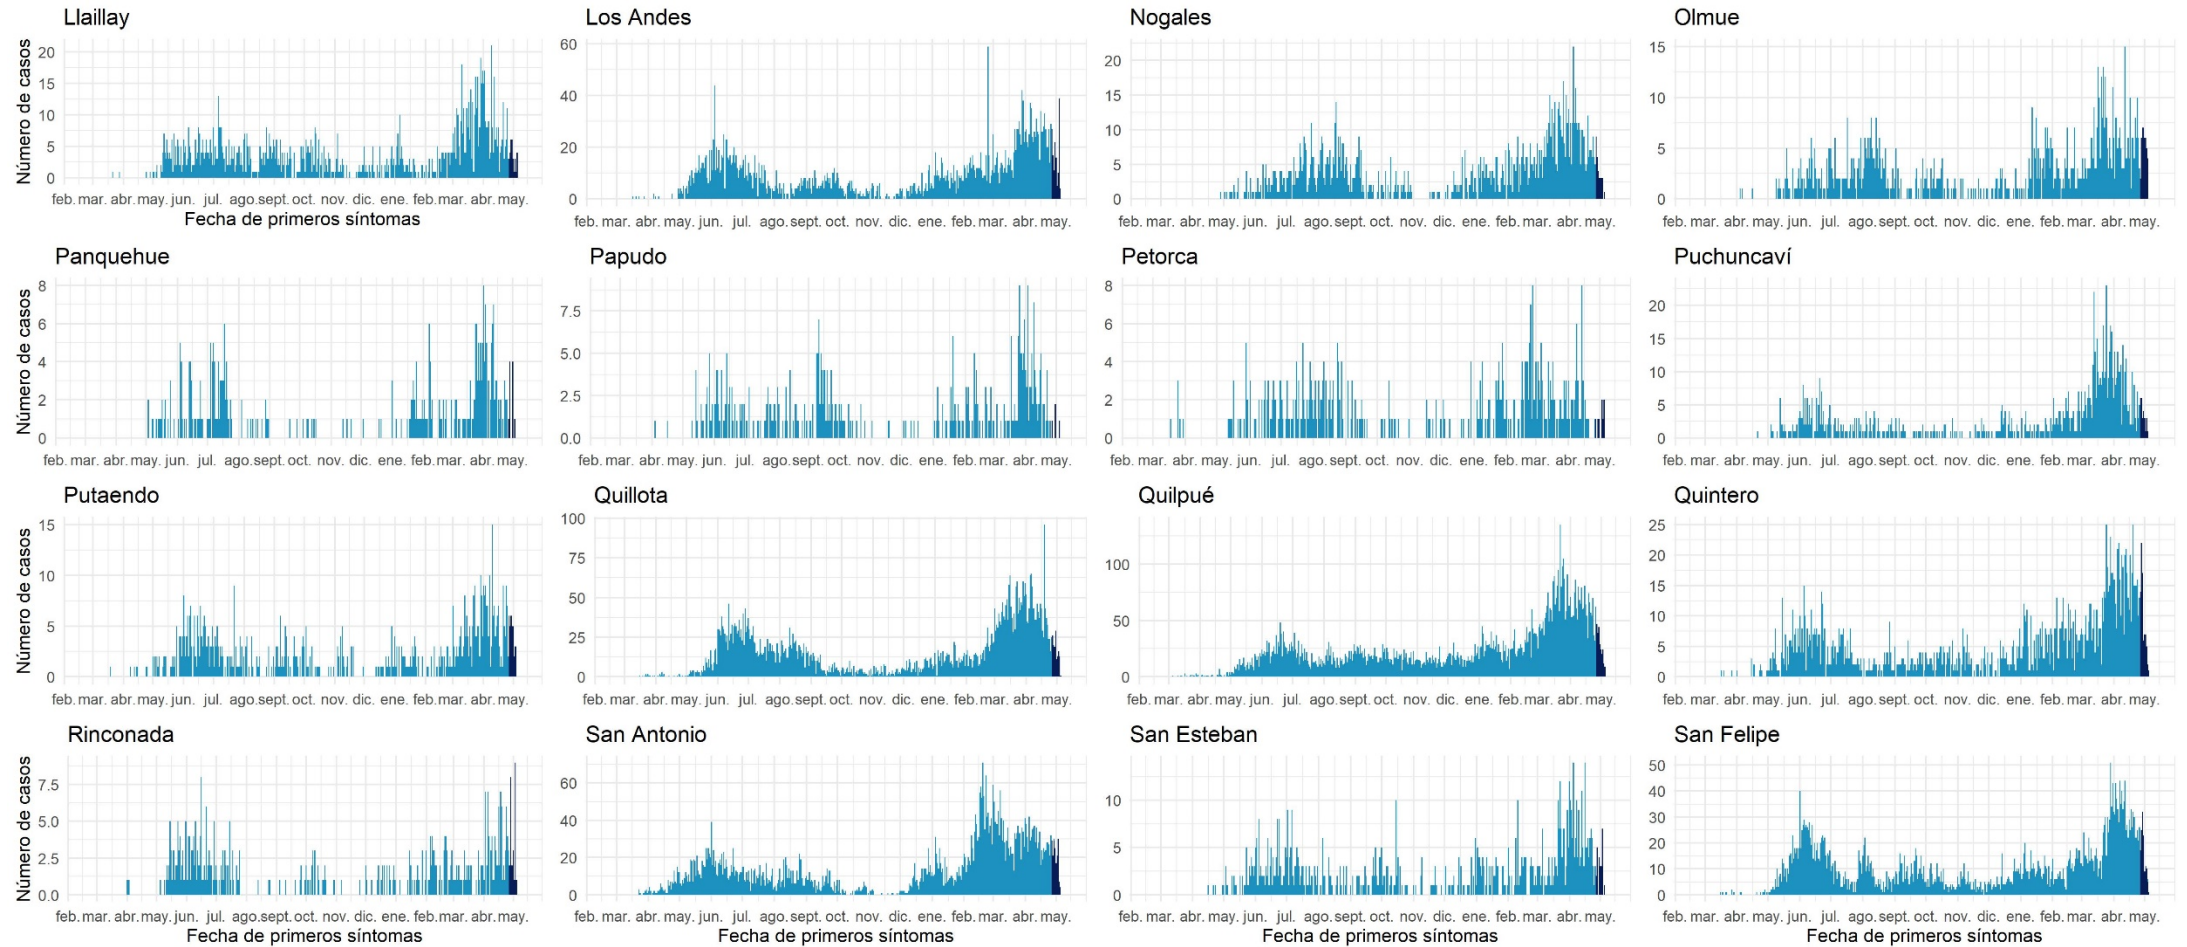 Llaillay
Los Andes
Nogales
Olmue
Número de casos
20
15
10
5
0
60
40
20
0
20
15
10
5
0
15
10
5
0
feb. mar. abr. may. jun. jul. ago. sept. oct. nov. dic. ene. feb. mar. abr. may.
feb. mar. abr. may. jun. jul. ago. sept. oct. nov. dic. ene. feb. mar. abr. may.
feb. mar. abr. may. jun. jul. ago. sept. oct. nov. dic. ene. feb. mar. abr. may.
feb. mar. abr. may. jun. jul. ago. sept. oct. nov. dic. ene. feb. mar. abr. may.
Fecha de primeros síntomas
Panquehue
Papudo
Petorca
Puchuncaví
Número de casos
8
6
4
2
0
7.5
5.0
2.5
0.0
8
6
4
2
0
20
15
10
5
0
feb. mar. abr. may. jun. jul. ago. sept. oct. nov. dic. ene. feb. mar. abr. may.
feb. mar. abr. may. jun. jul. ago. sept. oct. nov. dic. ene. feb. mar. abr. may.
feb. mar. abr. may. jun. jul. ago. sept. oct. nov. dic. ene. feb. mar. abr. may.
feb. mar. abr. may. jun. jul. ago. sept. oct. nov. dic. ene. feb. mar. abr. may.
Putaendo
Quillota
Quilpué
Quintero
Número de casos
15
10
5
0
100
75
50
25
0
100
50
0
25
20
15
10
5
0
feb. mar. abr. may. jun. jul. ago. sept. oct. nov. dic. ene. feb. mar. abr. may.
feb. mar. abr. may. jun. jul. ago. sept. oct. nov. dic. ene. feb. mar. abr. may.
feb. mar. abr. may. jun. jul. ago. sept. oct. nov. dic. ene. feb. mar. abr. may.
feb. mar. abr. may. jun. jul. ago. sept. oct. nov. dic. ene. feb. mar. abr. may.
Rinconada
San Antonio
San Esteban
San Felipe
Número de casos
7.5
5.0
2.5
0.0
60
40
20
0
10
5
0
50
40
30
20
10
0
feb. mar. abr. may. jun. jul. ago. sept. oct. nov. dic. ene. feb. mar. abr. may.
feb. mar. abr. may. jun. jul. ago. sept. oct. nov. dic. ene. feb. mar. abr. may.
feb. mar. abr. may. jun. jul. ago. sept. oct. nov. dic. ene. feb. mar. abr. may.
feb. mar. abr. may. jun. jul. ago. sept. oct. nov. dic. ene. feb. mar. abr. may.
Fecha de primeros síntomas
Fecha de primeros síntomas
Fecha de primeros síntomas
Fecha de primeros síntomas